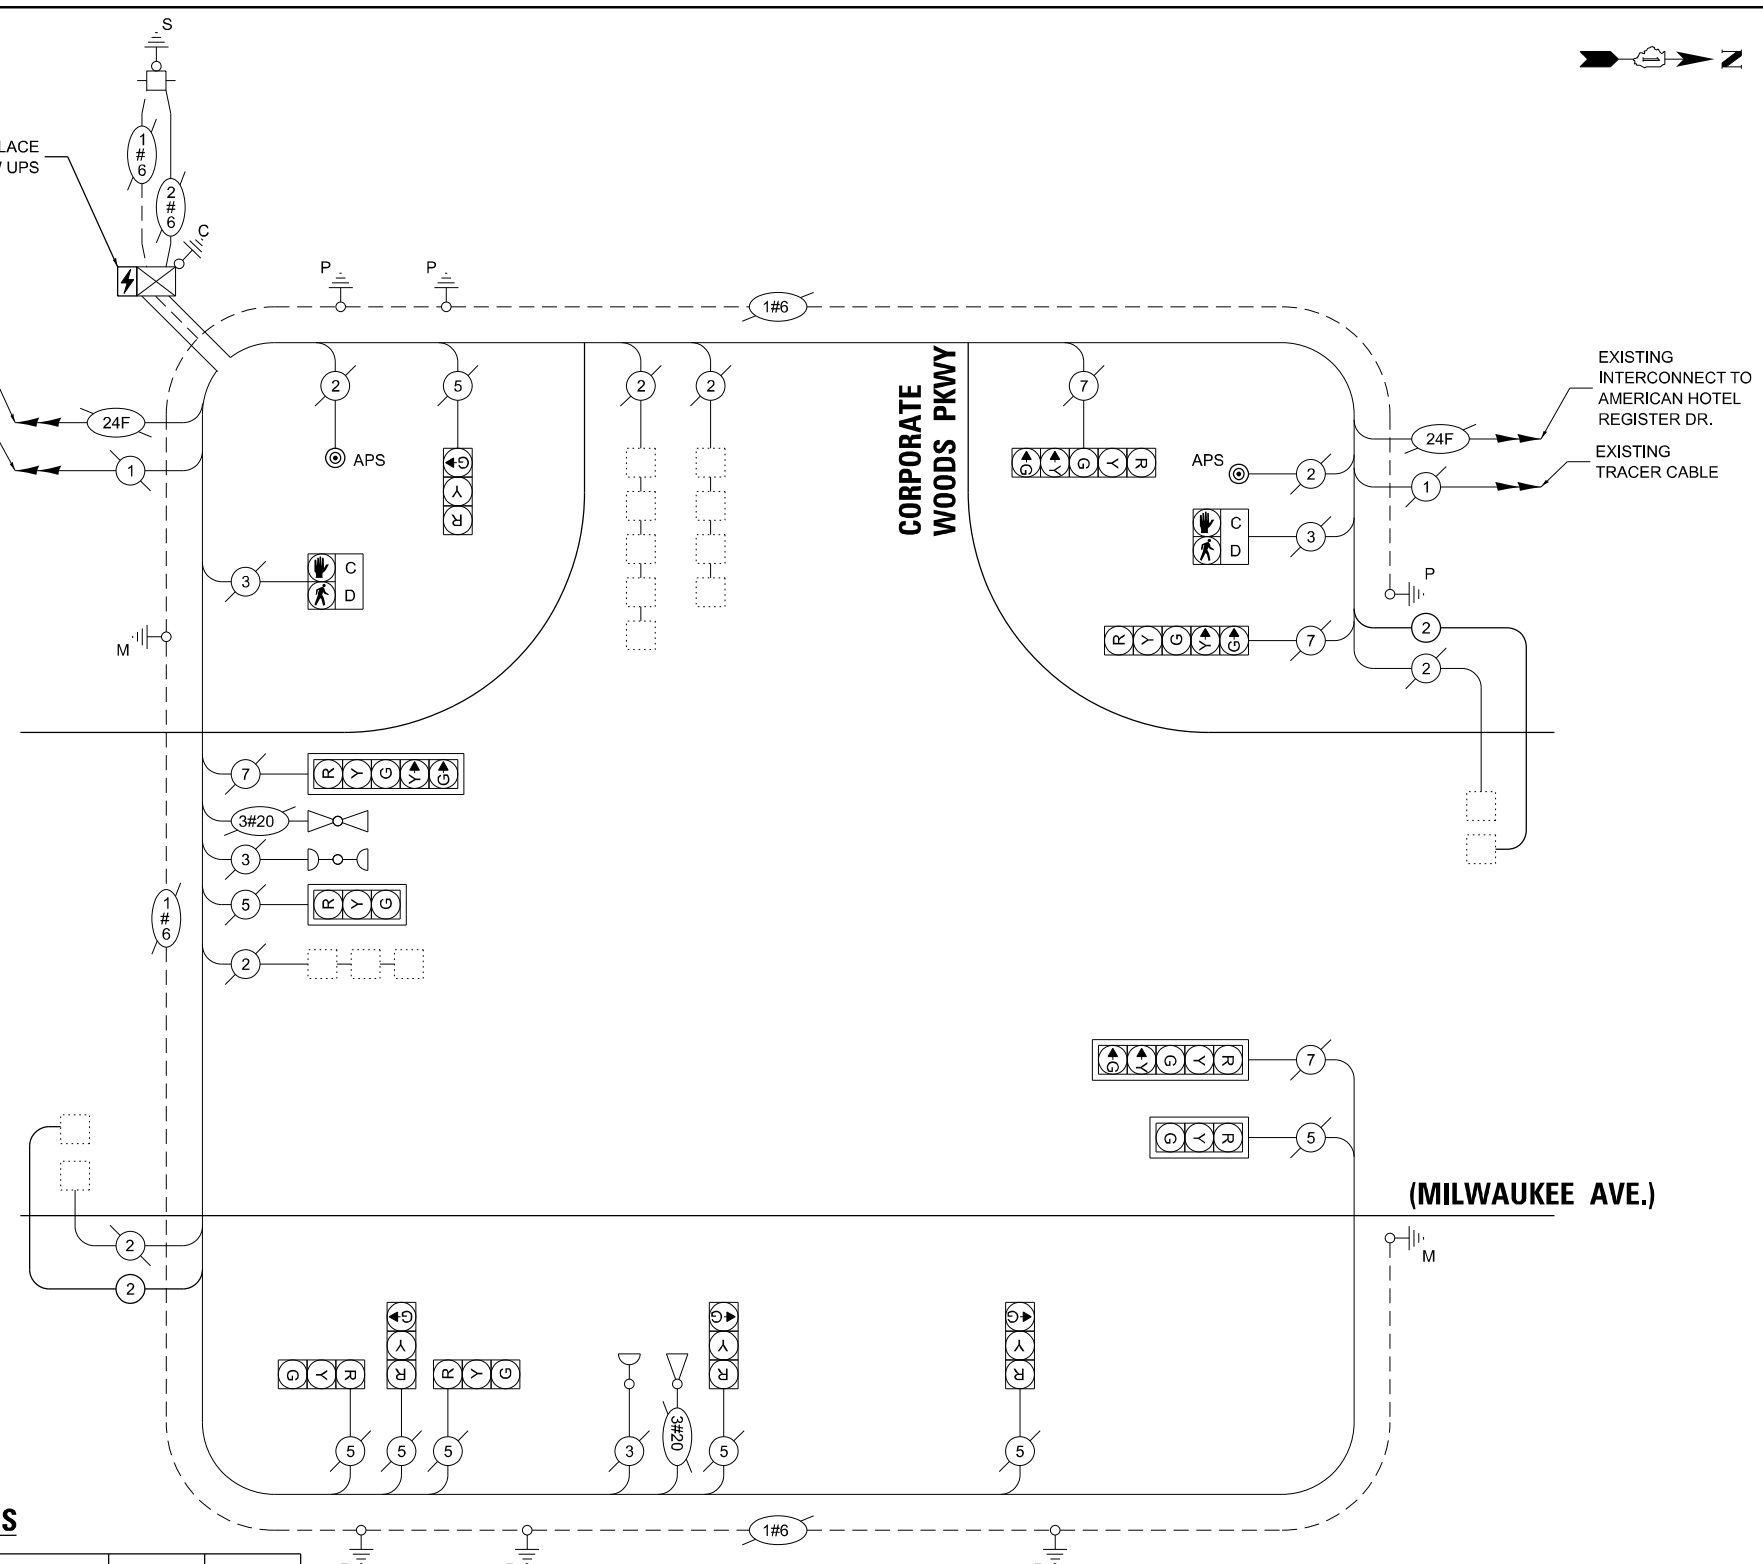 S
N
LACE
/ UPS
1
#
6
2
#
6
C
P
P
1#6
2
5
2
2
7
CORPORATE
WOODS PKWY
EXISTING
INTERCONNECT TO
AMERICAN HOTEL
REGISTER DR.
24F
24F
APS
G
Y
R
G Y G Y R
APS
2
EXISTING
TRACER CABLE
1
1
C
D
3
3
C
D
P
M
R Y G Y G
7
2
2
7
R Y G Y G
3#20
3
5
R Y G
1
#
6
2
G Y G Y R
7
G Y R
5
(MILWAUKEE AVE.)
2
2
M
G
Y
R
G
Y
R
G
Y
R
G Y R
R Y G
5
5
5
3
3#20
5
5
S
1#6